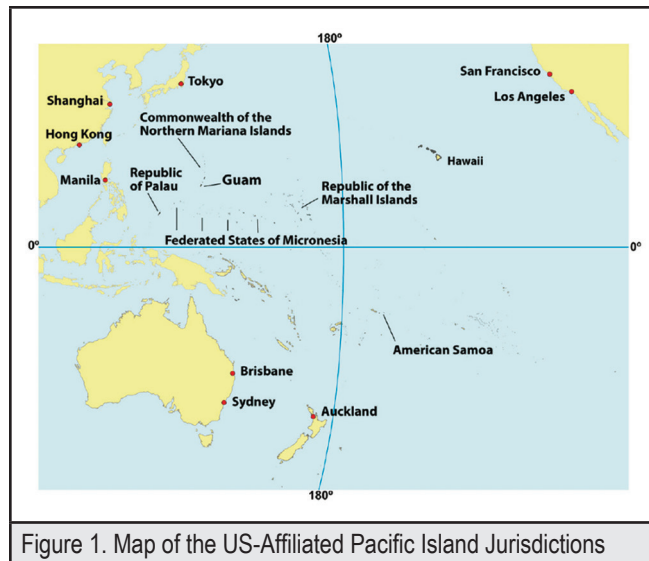 180º
San Francisco
Tokyo
Los Angeles
Shanghai
Commonwealth of the
Northern Mariana Islands
Hong Kong
Hawaii
Republic
of Palau
Guam
Manila
Republic of the
Marshall Islands
Federated States of Micronesia
0º
0º
American Samoa
Brisbane
Sydney
Auckland
180º
Figure 1. Map of the US-Affiliated Pacific Island Jurisdictions